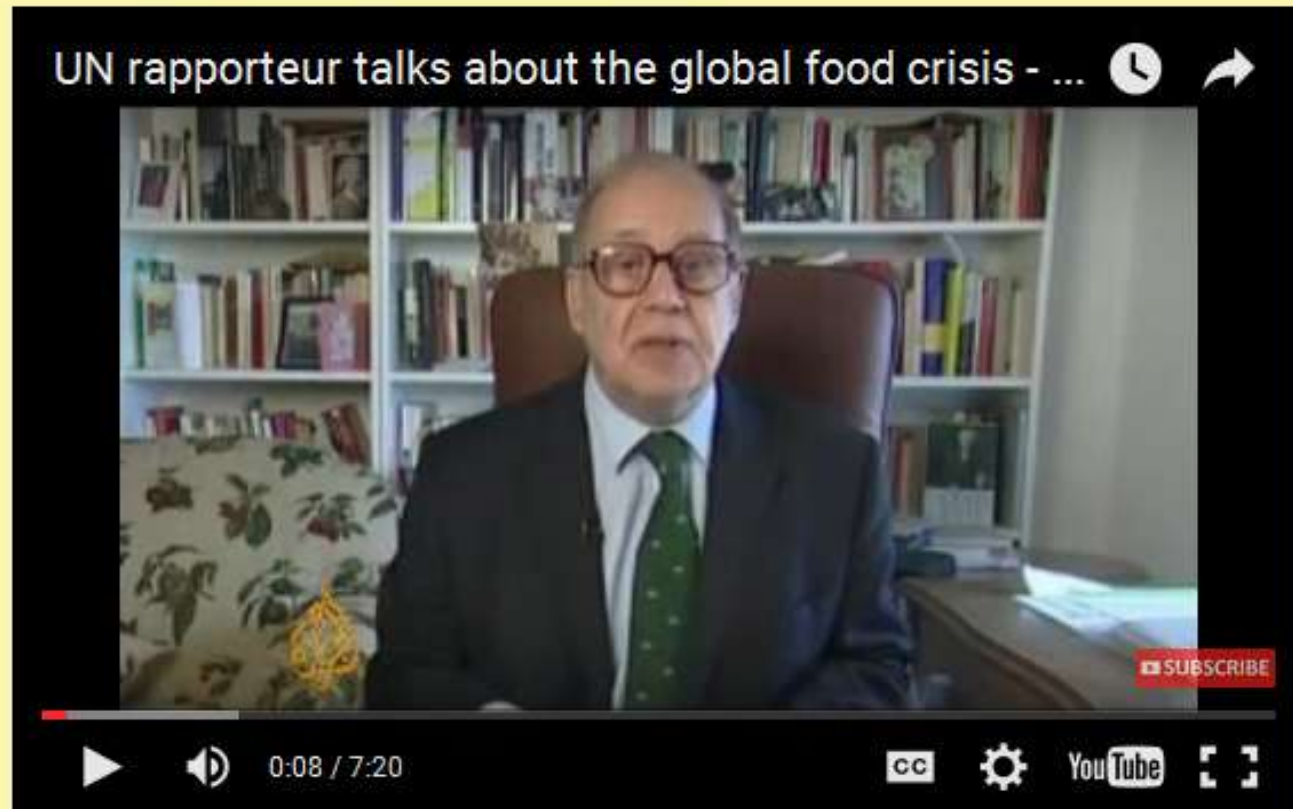 UN rapporteur talks about the global food crisis - ...
SUBSCRIBE
0:08 / 7:20
CC
YouTube